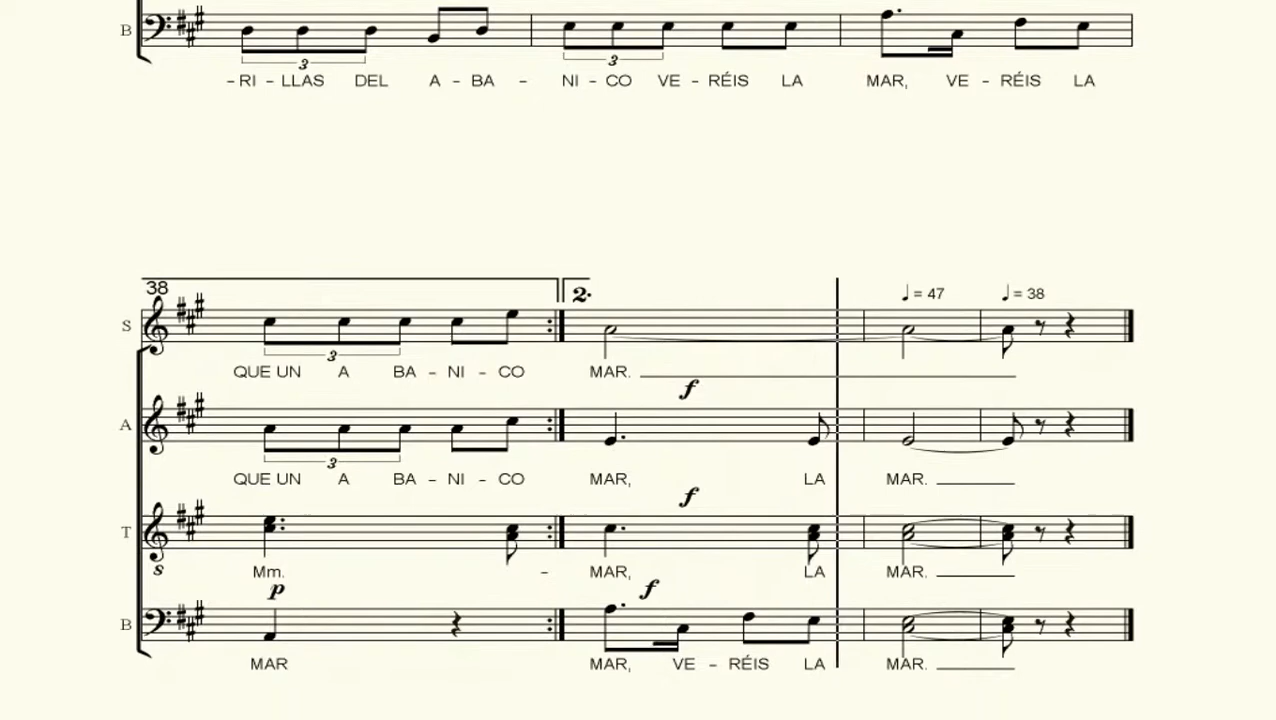 B
3 3
-RI - LLAS DEL A - BA - NI - CO VE - RÉIS LA MAR, VE - RÉIS LA
38 2. ♩ = 47 ♩ = 38
S
3
QUE UN A BA - NI - CO MAR.
f
A
3
QUE UN A BA - NI - CO MAR, LA MAR.
f
T
8
Mm. - MAR, LA MAR.
p f
B
MAR MAR, VE - RÉIS LA MAR.